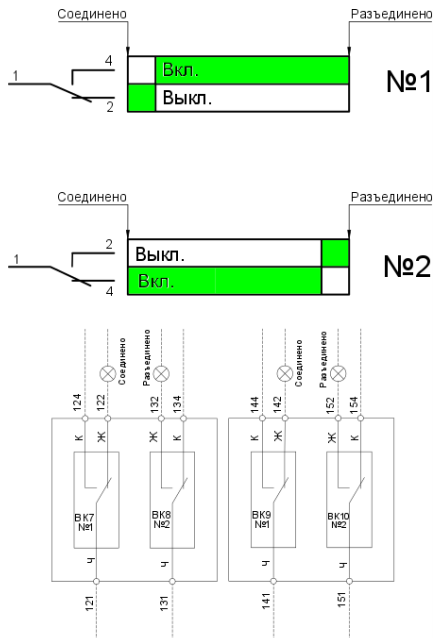 Соединено Разъединено
4 Вкл.
1 №1
2 Выкл.
Соединено Разъединено
2 Выкл.
1 №2
4 Вкл.
Соединено Разъединено Соединено Разъединено
124 122 132 134 144 142 152 154
К Ж Ж К К Ж Ж К
ВК7 ВК8 ВК9 ВК10
№1 №2 №1 №2
Ч Ч Ч Ч
121 131 141 151